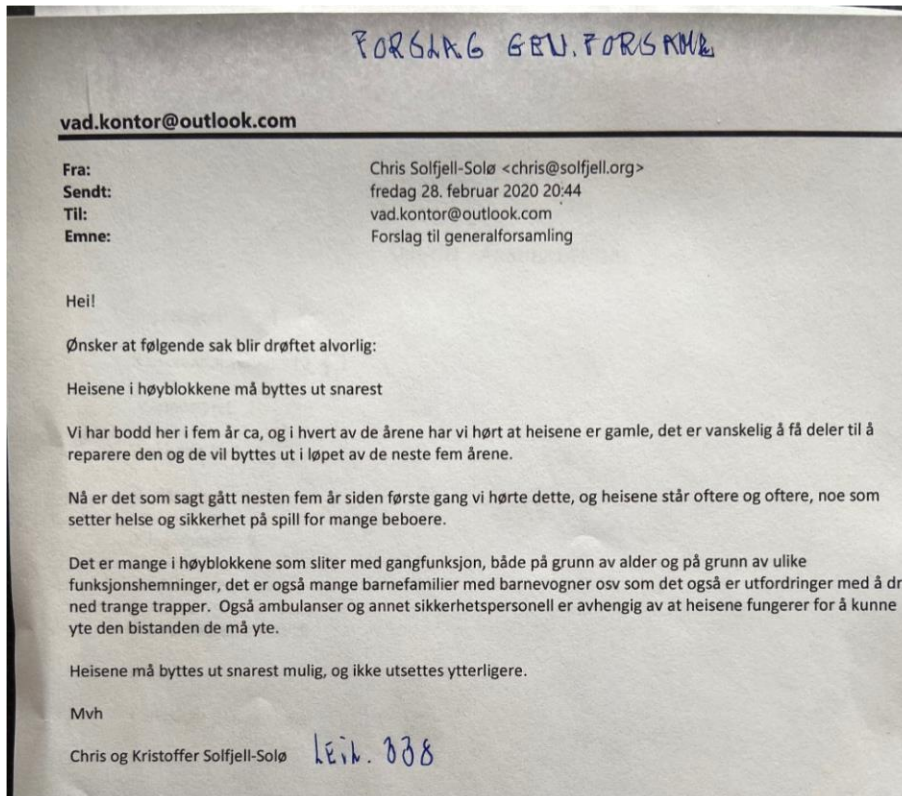 FORSLAG GEN. FORSAML
vad.kontor@outlook.com
Fra: Chris Solfjell-Solø <chris@solfjell.org>
Sendt: fredag 28. februar 2020 20:44
Til: vad.kontor@outlook.com
Emne: Forslag til generalforsamling
Hei!
Ønsker at følgende sak blir drøftet alvorlig:
Heisene i høyblokkene må byttes ut snarest
Vi har bodd her i fem år ca, og i hvert av de årene har vi hørt at heisene er gamle, det er vanskelig å få deler til å
reparere den og de vil byttes ut i løpet av de neste fem årene.
Nå er det som sagt gått nesten fem år siden første gang vi hørte dette, og heisene står oftere og oftere, noe som
setter helse og sikkerhet på spill for mange beboere.
Det er mange i høyblokkene som sliter med gangfunksjon, både på grunn av alder og på grunn av ulike
funksjonshemninger, det er også mange barnefamilier med barnevogner osv som det også er utfordringer med å dr
ned trange trapper. Også ambulanser og annet sikkerhetspersonell er avhengig av at heisene fungerer for å kunne
yte den bistanden de må yte.
Heisene må byttes ut snarest mulig, og ikke utsettes ytterligere.
Mvh
Chris og Kristoffer Solfjell-Solø LEIL. 338